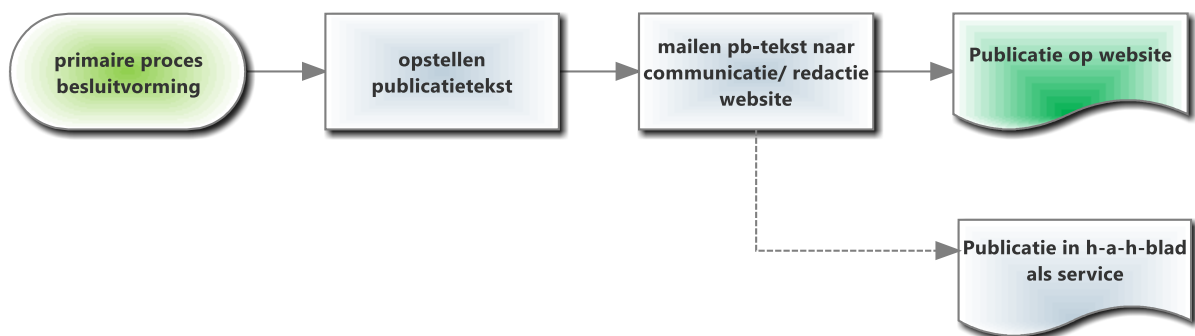 primaire proces
besluitvorming
opstellen
publicatietekst
mailen pb-tekst naar
communicatie/ redactie
website
Publicatie op website
Publicatie in h-a-h-blad
als service